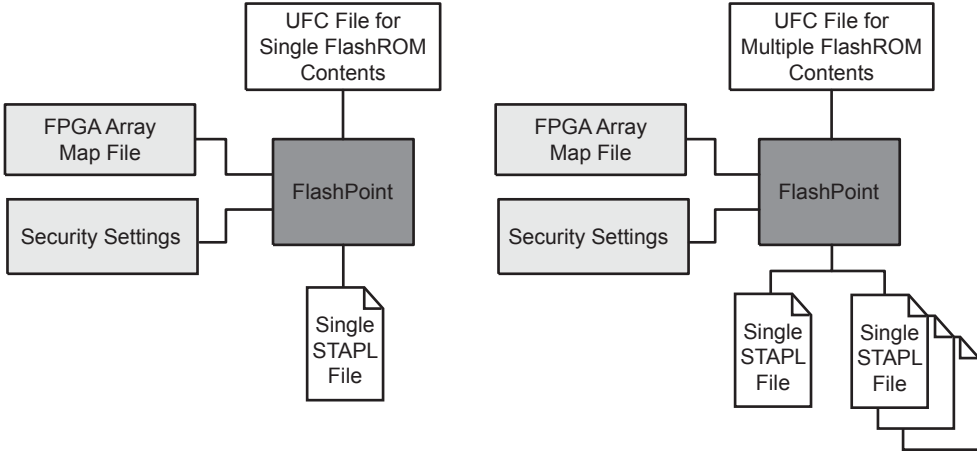 UFC File for
Single FlashROM
Contents
FPGA Array
Map File
FlashPoint
Security Settings
Single
STAPL
File
UFC File for
Multiple FlashROM
Contents
FPGA Array
Map File
FlashPoint
Security Settings
Single
STAPL
File
Single
STAPL
File